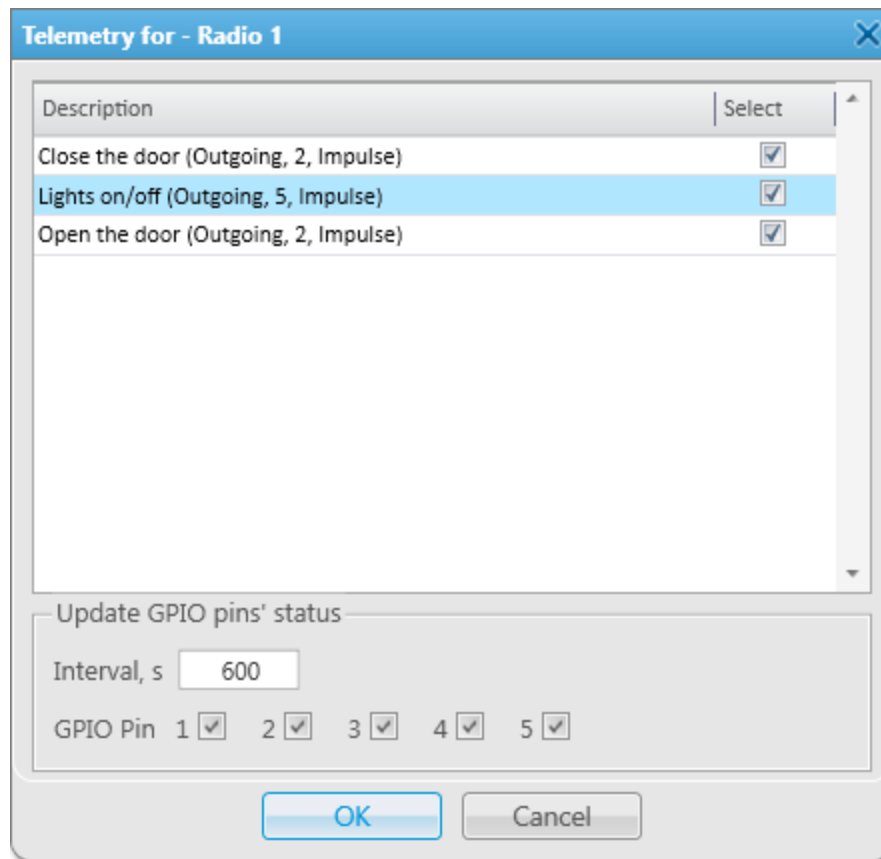 Telemetry for - Radio 1
Description Select
Close the door (Outgoing, 2, Impulse)
Lights on/off (Outgoing, 5, Impulse)
Open the door (Outgoing, 2, Impulse)
Update GPIO pins' status
Interval, s 600
GPIO Pin 1 2 3 4 5
OK Cancel